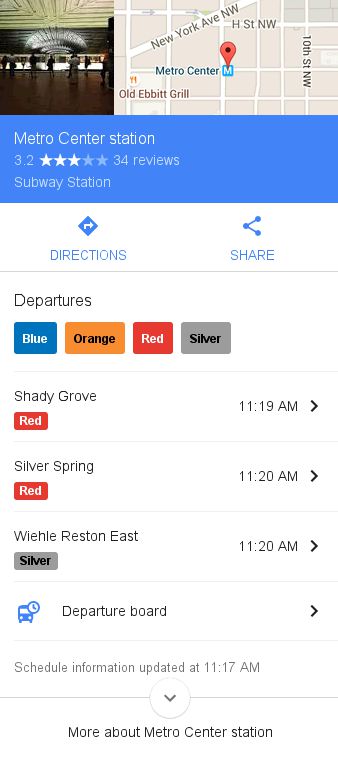 New York Ave NW
H St NW
10th St NW
Metro Center M
Old Ebbitt Grill
Metro Center station
3.2 ★★★★★ 34 reviews
Subway Station
DIRECTIONS SHARE
Departures
Blue Orange Red Silver
Shady Grove
11:19 AM
Red
Silver Spring
11:20 AM
Red
Wiehle Reston East
11:20 AM
Silver
Departure board
Schedule information updated at 11:17 AM
More about Metro Center station